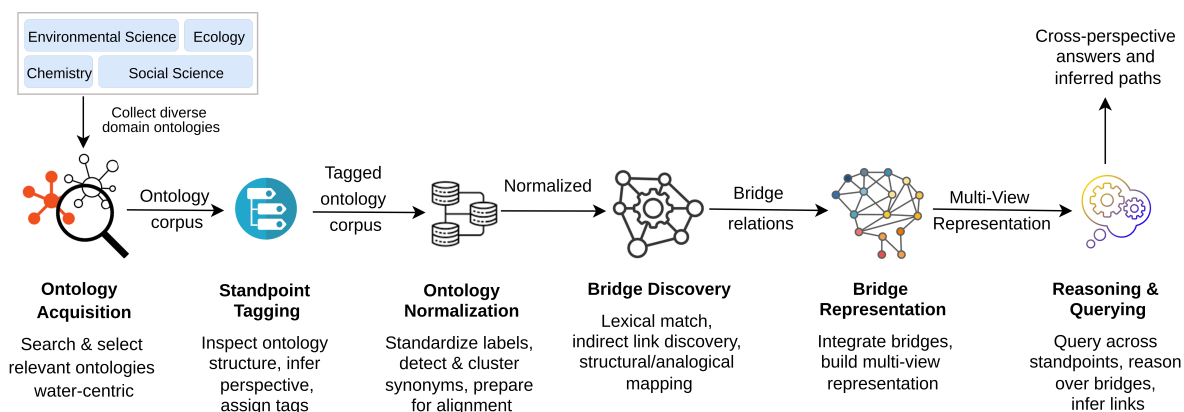 Environmental Science
Ecology
Chemistry
Social Science
Collect diverse
domain ontologies
Ontology
corpus
Tagged
ontology
corpus
Normalized
Bridge
relations
Multi-View
Representation
Cross-perspective
answers and
inferred paths
Ontology
Acquisition
Search & select
relevant ontologies
water-centric
Standpoint
Tagging
Inspect ontology
structure, infer
perspective,
assign tags
Ontology
Normalization
Standardize labels,
detect & cluster
synonyms, prepare
for alignment
Bridge Discovery
Lexical match,
indirect link discovery,
structural/analogical
mapping
Bridge
Representation
Integrate bridges,
build multi-view
representation
Reasoning &
Querying
Query across
standpoints, reason
over bridges,
infer links